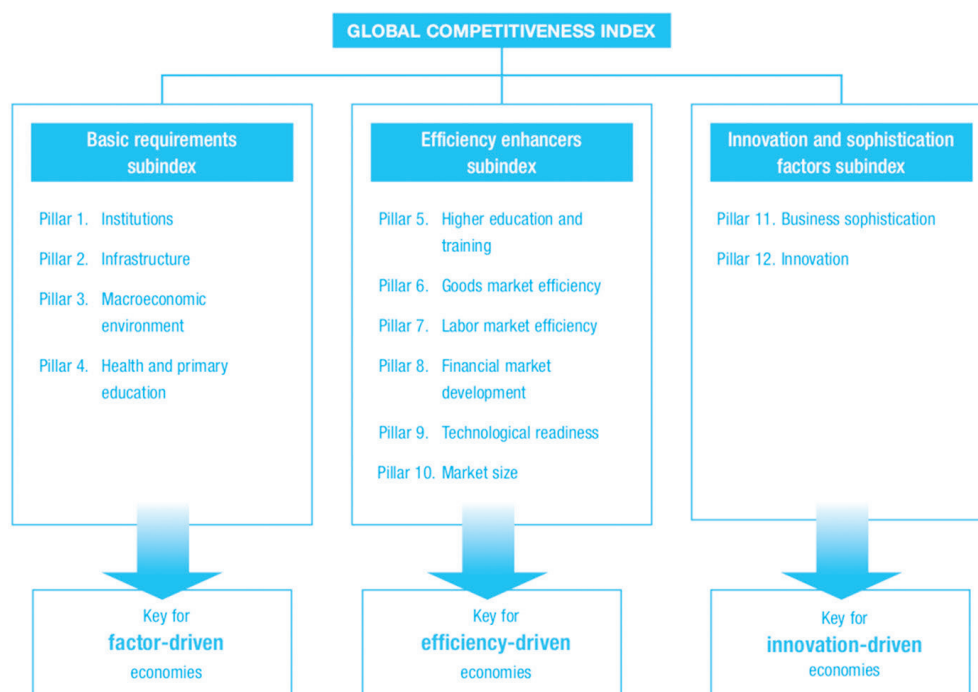 GLOBAL COMPETITIVENESS INDEX
Basic requirements
subindex
Pillar 1. Institutions
Pillar 2. Infrastructure
Pillar 3. Macroeconomic
environment
Pillar 4. Health and primary
education
Key for
factor-driven
economies
Efficiency enhancers
subindex
Pillar 5. Higher education and
training
Pillar 6. Goods market efficiency
Pillar 7. Labor market efficiency
Pillar 8. Financial market
development
Pillar 9. Technological readiness
Pillar 10. Market size
Key for
efficiency-driven
economies
Innovation and sophistication
factors subindex
Pillar 11. Business sophistication
Pillar 12. Innovation
Key for
innovation-driven
economies